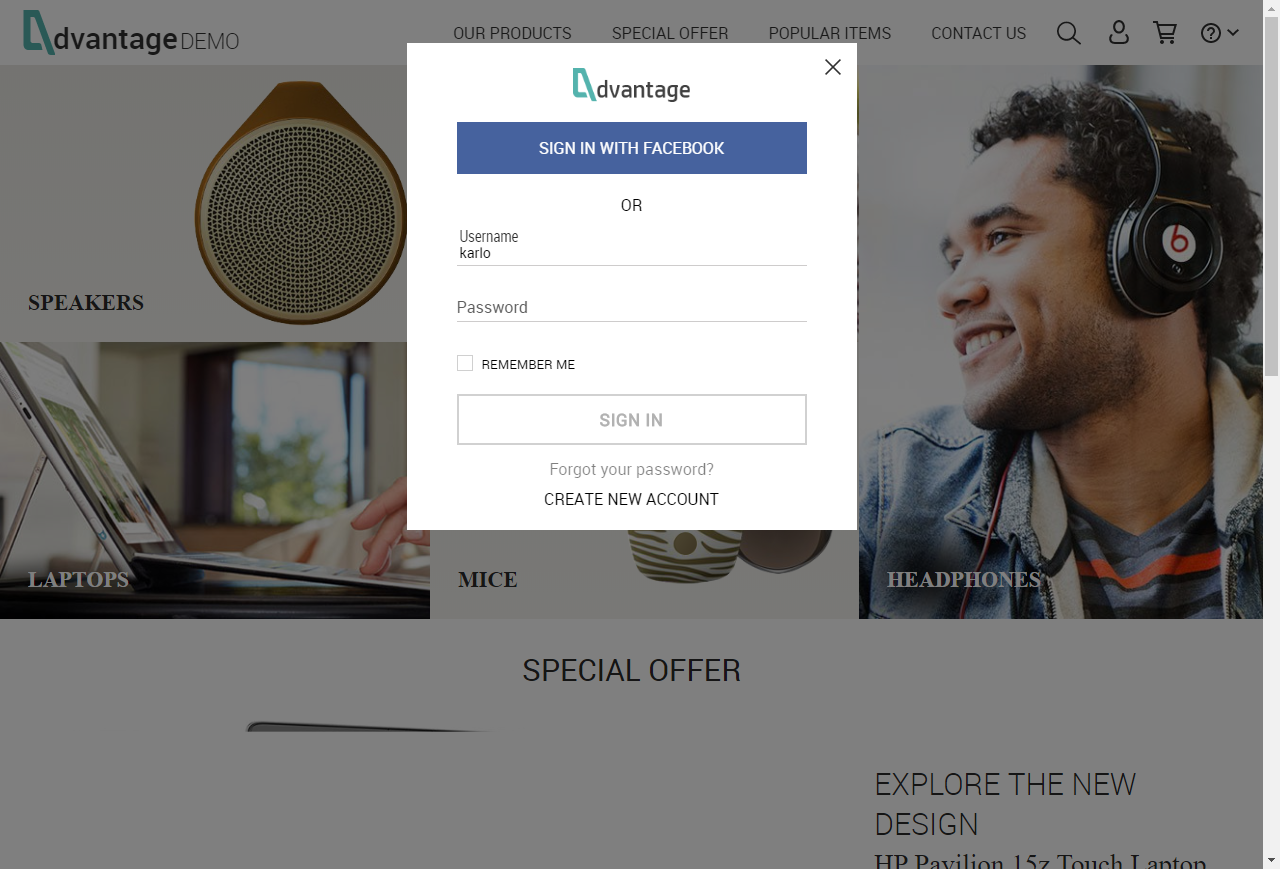 dvantage DEMO
OUR PRODUCTS
SPECIAL OFFER
POPULAR ITEMS
CONTACT US
dvantage
SIGN IN WITH FACEBOOK
OR
Username
karlo
Password
REMEMBER ME
SIGN IN
Forgot your password?
CREATE NEW ACCOUNT
SPEAKERS
LAPTOPS
MICE
HEADPHONES
SPECIAL OFFER
EXPLORE THE NEW
DESIGN
HP Pavilion 15z Touch Laptop